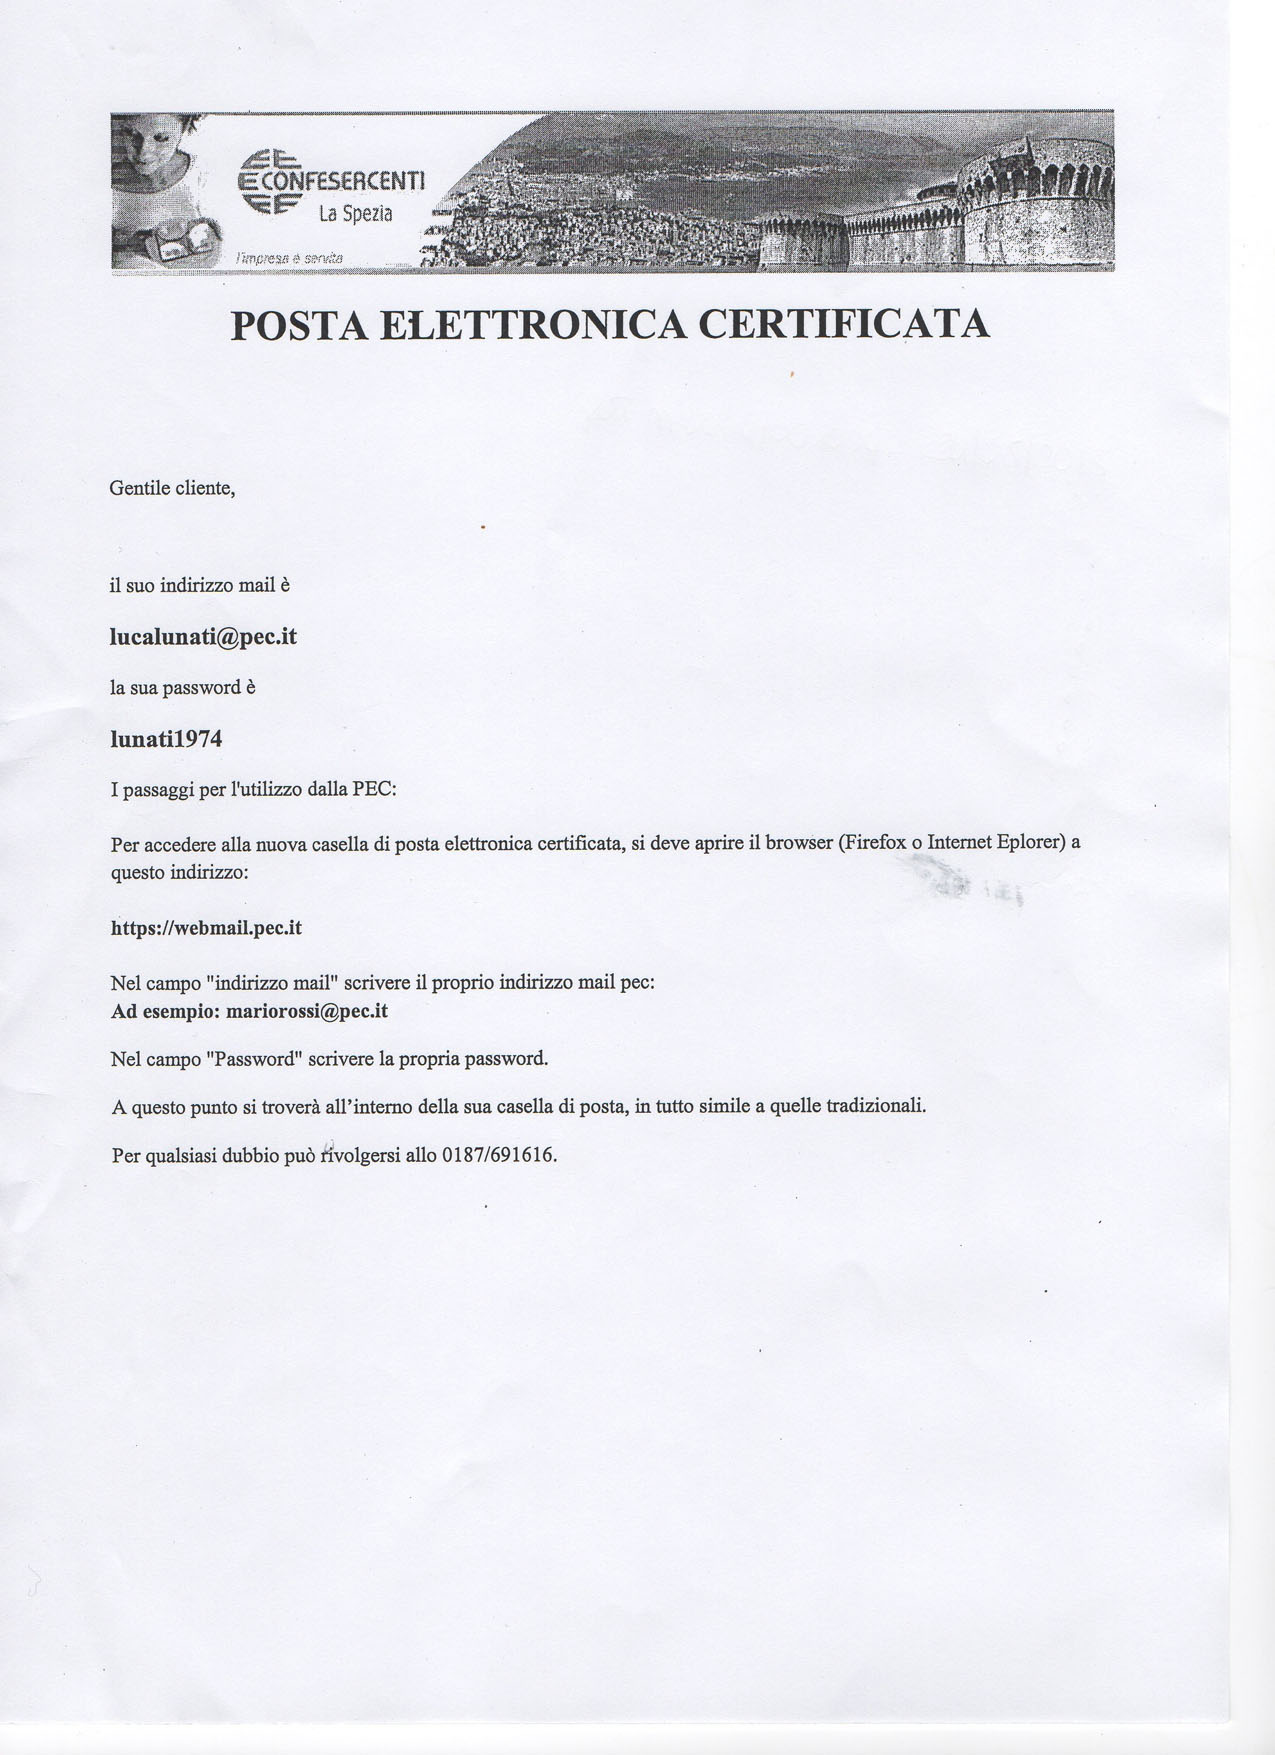 CONFESERCENTI
La Spezia
l'impresa è servita
POSTA ELETTRONICA CERTIFICATA
Gentile cliente,
il suo indirizzo mail è
lucalunati@pec.it
la sua password è
lunati1974
I passaggi per l'utilizzo dalla PEC:
Per accedere alla nuova casella di posta elettronica certificata, si deve aprire il browser (Firefox o Internet Eplorer) a
questo indirizzo:
https://webmail.pec.it
Nel campo "indirizzo mail" scrivere il proprio indirizzo mail pec:
Ad esempio: mariorossi@pec.it
Nel campo "Password" scrivere la propria password.
A questo punto si troverà all'interno della sua casella di posta, in tutto simile a quelle tradizionali.
Per qualsiasi dubbio può rivolgersi allo 0187/691616.